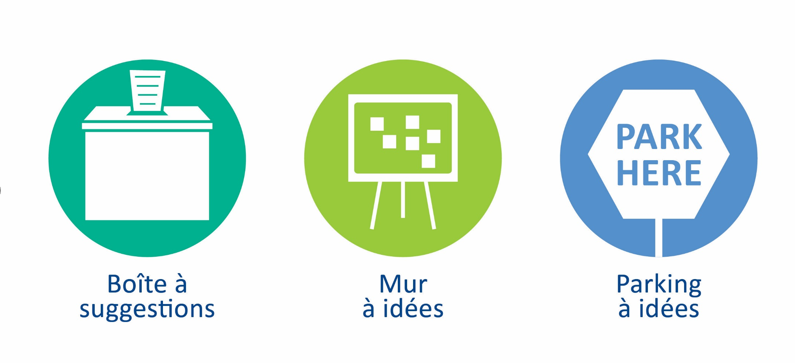 PARK
HERE
Boîte à
suggestions
Mur
à idées
Parking
à idées